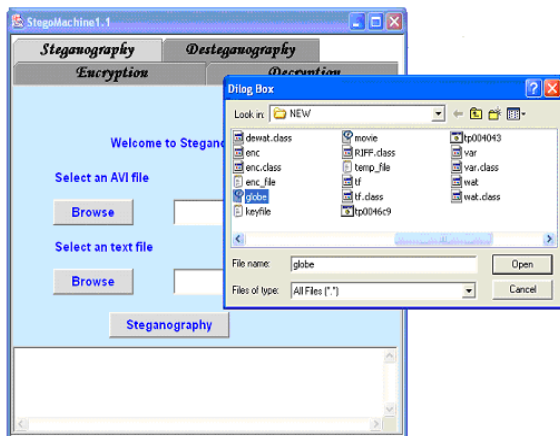 StegoMachine1.1
Steganography Desteganography
Encryption Decryption
Welcome to Stegano
Select an AVI file
Browse
Select an text file
Browse
Steganography
Dilog Box
Look in: NEW
dewat.class movie tp004043
enc RIFF.class var
enc.class temp_file var.class
enc_file tf wat
globe tf.class wat.class
keyfile tp0046c9
File name: globe Open
Files of type: All Files (*.*) Cancel